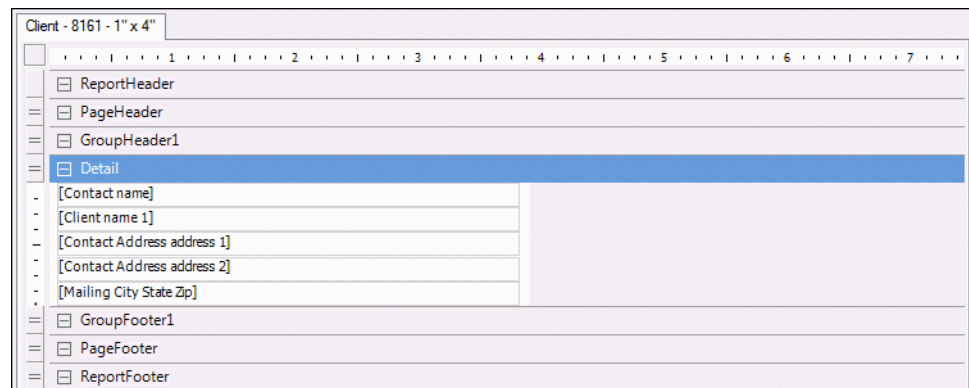 Client - 8161 - 1" x 4"
1 2 3 4 5 6 7
ReportHeader
PageHeader
GroupHeader1
Detail
[Contact name]
[Client name 1]
[Contact Address address 1]
[Contact Address address 2]
[Mailing City State Zip]
GroupFooter1
PageFooter
ReportFooter